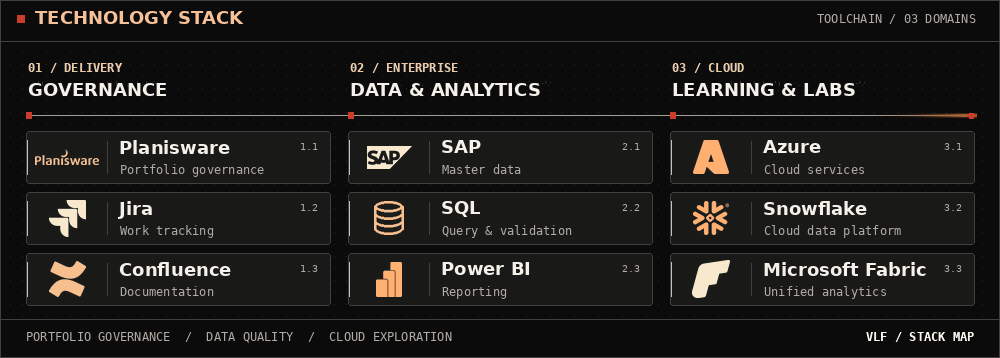 TECHNOLOGY STACK
TOOLCHAIN / 03 DOMAINS
01 / DELIVERY
GOVERNANCE
Planisware
Planisware
1.1
Portfolio governance
Jira
1.2
Work tracking
Confluence
1.3
Documentation
02 / ENTERPRISE
DATA & ANALYTICS
SAP
SAP
2.1
Master data
SQL
2.2
Query & validation
Power BI
2.3
Reporting
03 / CLOUD
LEARNING & LABS
Azure
3.1
Cloud services
Snowflake
3.2
Cloud data platform
Microsoft Fabric
3.3
Unified analytics
PORTFOLIO GOVERNANCE / DATA QUALITY / CLOUD EXPLORATION
VLF / STACK MAP